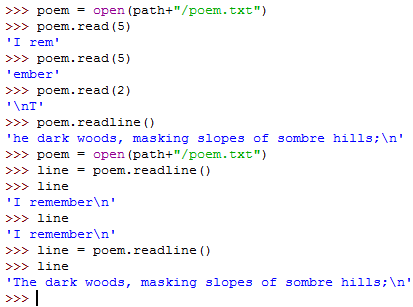 >>> poem = open(path+"/poem.txt")
>>> poem.read(5)
'I rem'
>>> poem.read(5)
'ember'
>>> poem.read(2)
'\nT'
>>> poem.readline()
'he dark woods, masking slopes of sombre hills;\n'
>>> poem = open(path+"/poem.txt")
>>> line = poem.readline()
>>> line
'I remember\n'
>>> line
'I remember\n'
>>> line = poem.readline()
>>> line
'The dark woods, masking slopes of sombre hills;\n'
>>>